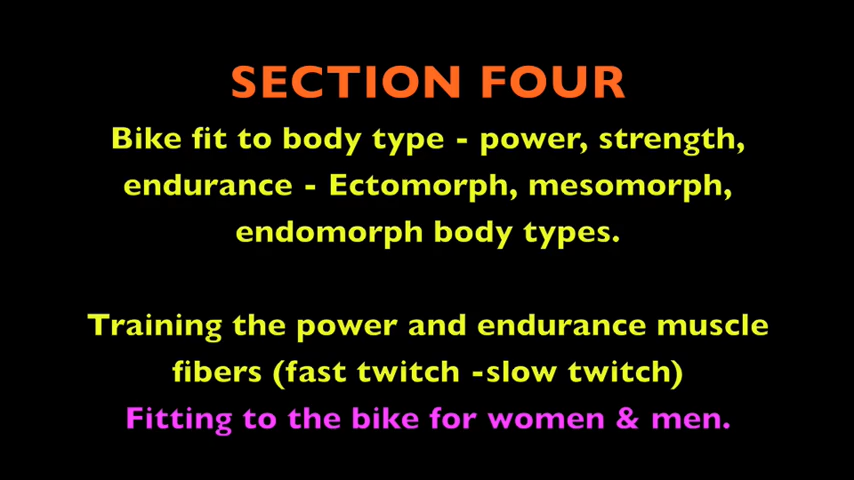 SECTION FOUR
Bike fit to body type - power, strength,
endurance - Ectomorph, mesomorph,
endomorph body types.
Training the power and endurance muscle
fibers (fast twitch -slow twitch)
Fitting to the bike for women & men.